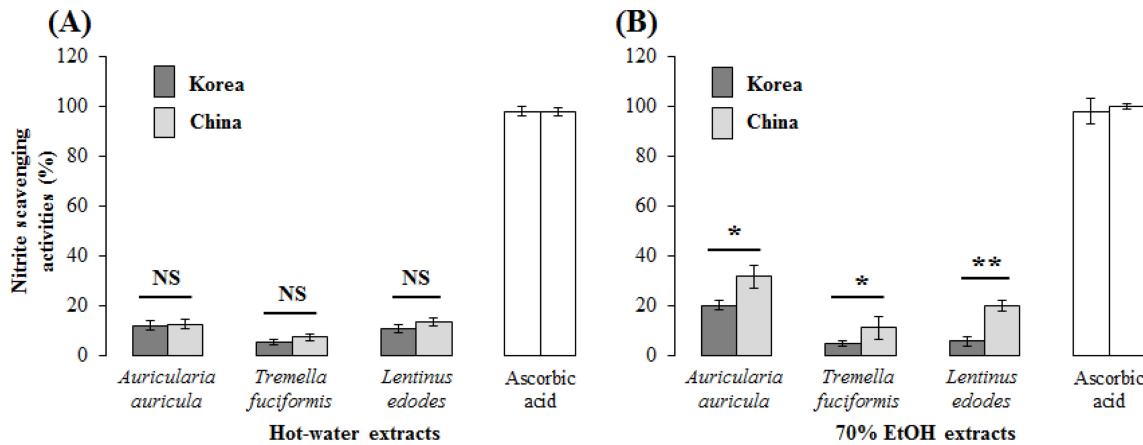 (A)
Nitrite scavenging
activities (%)
120
100
80
60
40
20
0
Korea
China
NS
NS
NS
Auricularia
auricula
Tremella
fuciformis
Lentinus
edodes
Ascorbic
acid
Hot-water extracts
(B)
120
100
80
60
40
20
0
Korea
China
*
*
**
Auricularia
auricula
Tremella
fuciformis
Lentinus
edodes
Ascorbic
acid
70% EtOH extracts